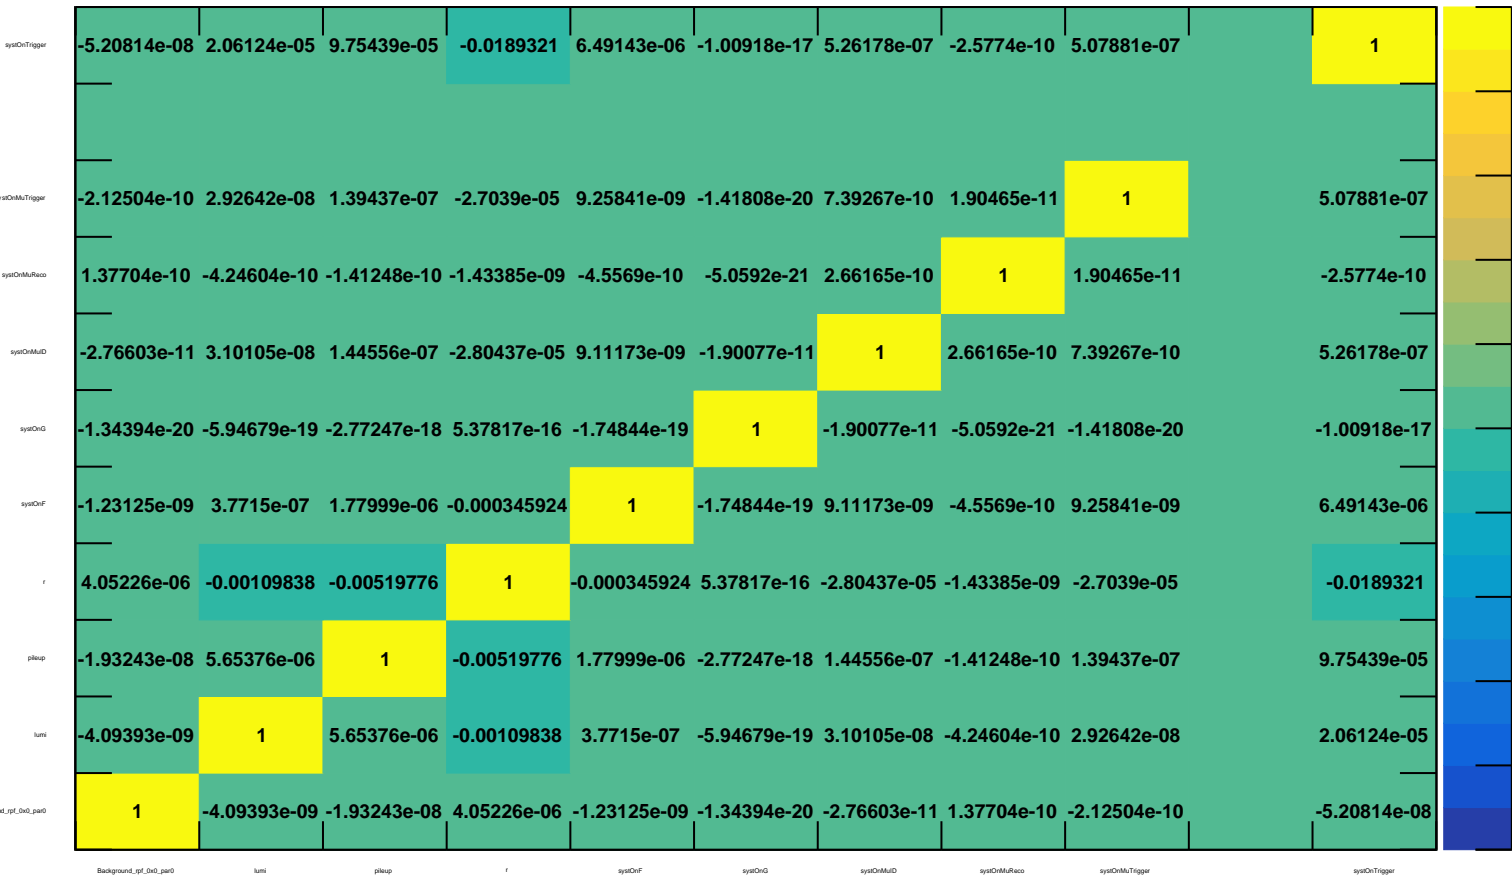 systOnTrigger -5.20814e-08 2.06124e-05 9.75439e-05 -0.0189321 6.49143e-06 -1.00918e-17 5.26178e-07 -2.5774e-10 5.07881e-07 1
stOnMuTrigger -2.12504e-10 2.92642e-08 1.39437e-07 -2.7039e-05 9.25841e-09 -1.41808e-20 7.39267e-10 1.90465e-11 1 5.07881e-07
systOnMuReco 1.37704e-10 -4.24604e-10 -1.41248e-10 -1.43385e-09 -4.5569e-10 -5.0592e-21 2.66165e-10 1 1.90465e-11 -2.5774e-10
systOnMuID -2.76603e-11 3.10105e-08 1.44556e-07 -2.80437e-05 9.11173e-09 -1.90077e-11 1 2.66165e-10 7.39267e-10 5.26178e-07
systOnG -1.34394e-20 -5.94679e-19 -2.77247e-18 5.37817e-16 -1.74844e-19 1 -1.90077e-11 -5.0592e-21 -1.41808e-20 -1.00918e-17
systOnF -1.23125e-09 3.7715e-07 1.77999e-06 -0.000345924 1 -1.74844e-19 9.11173e-09 -4.5569e-10 9.25841e-09 6.49143e-06
r 4.05226e-06 -0.00109838 -0.00519776 1 -0.000345924 5.37817e-16 -2.80437e-05 -1.43385e-09 -2.7039e-05 -0.0189321
pileup -1.93243e-08 5.65376e-06 1 -0.00519776 1.77999e-06 -2.77247e-18 1.44556e-07 -1.41248e-10 1.39437e-07 9.75439e-05
lumi -4.09393e-09 1 5.65376e-06 -0.00109838 3.7715e-07 -5.94679e-19 3.10105e-08 -4.24604e-10 2.92642e-08 2.06124e-05
d_rpf_0x0_par0 1 -4.09393e-09 -1.93243e-08 4.05226e-06 -1.23125e-09 -1.34394e-20 -2.76603e-11 1.37704e-10 -2.12504e-10 -5.20814e-08
Background_rpf_0x0_par0 lumi pileup r systOnF systOnG systOnMuID systOnMuReco systOnMuTrigger systOnTrigger